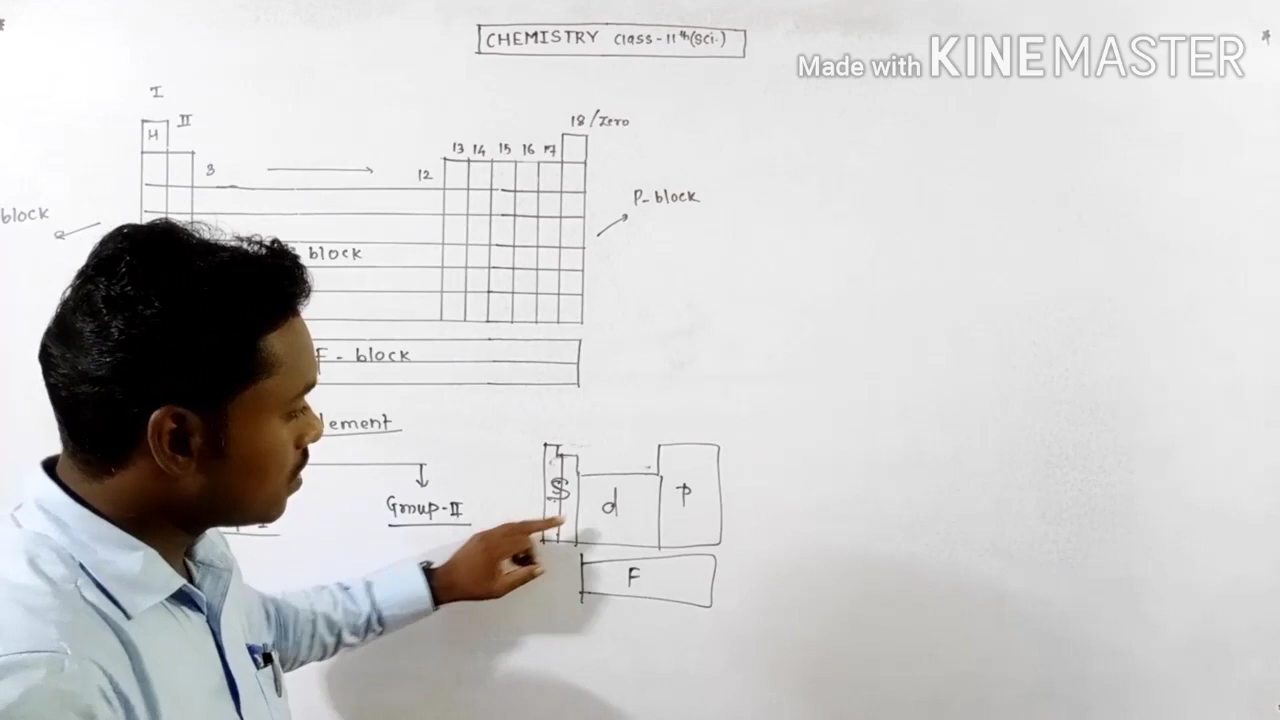 CHEMISTRY class-11th(sci.)
Made with KINEMASTER
I
II
H
18/zero
13 14 15 16 17
3
12
P-block
block
block
F-block
lement
Group-II
S
d
P
F